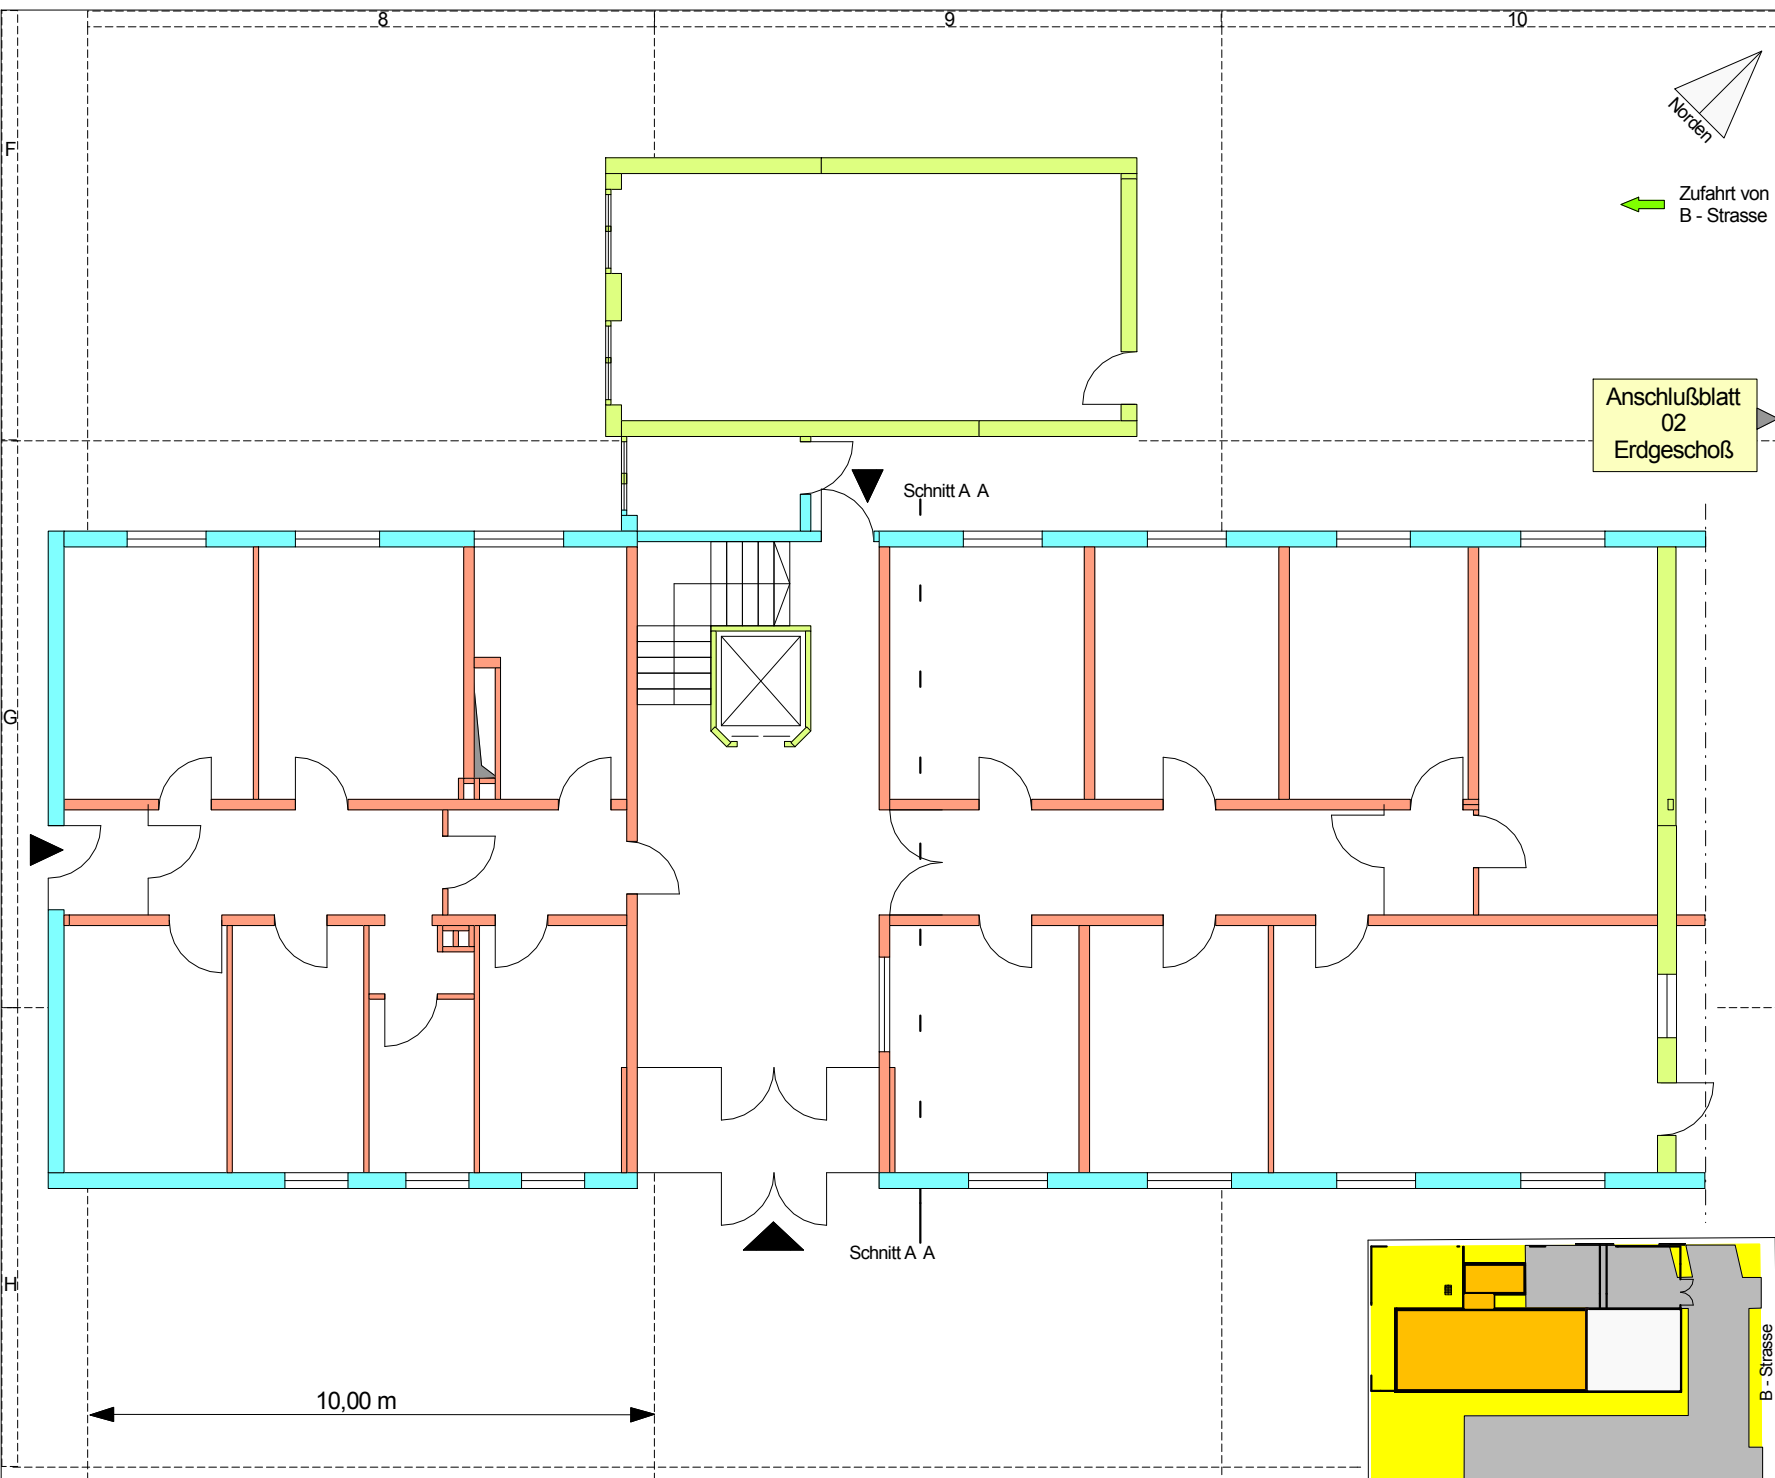 8
9
10
F
Norden
Zufahrt von
B - Strasse
Anschlußblatt
02
Erdgeschoß
Schnitt A A
G
Schnitt A A
H
B - Strasse
10,00 m